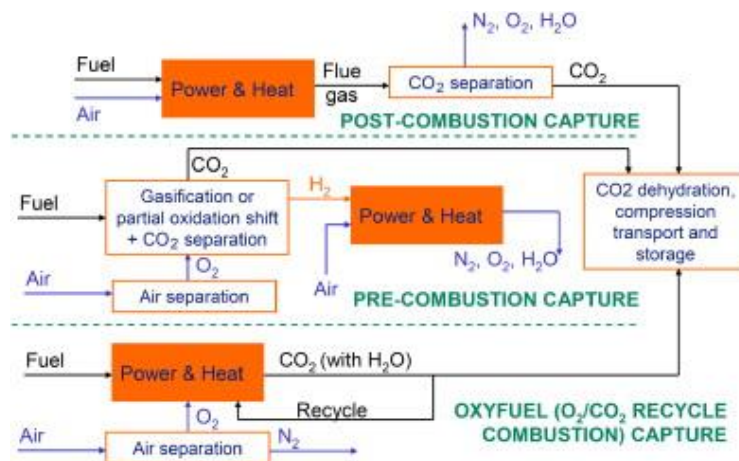 N₂, O₂, H₂O
Fuel
Air
Power & Heat
Flue
gas
CO₂ separation
CO₂
POST-COMBUSTION CAPTURE
CO₂
Fuel
Gasification or
partial oxidation shift
+ CO₂ separation
H₂
Power & Heat
CO2 dehydration,
compression
transport and
storage
N₂, O₂, H₂O
Air
O₂
Air separation
Air
PRE-COMBUSTION CAPTURE
Fuel
Power & Heat
CO₂ (with H₂O)
Recycle
OXYFUEL (O₂/CO₂ RECYCLE
COMBUSTION) CAPTURE
O₂
Air
Air separation
N₂